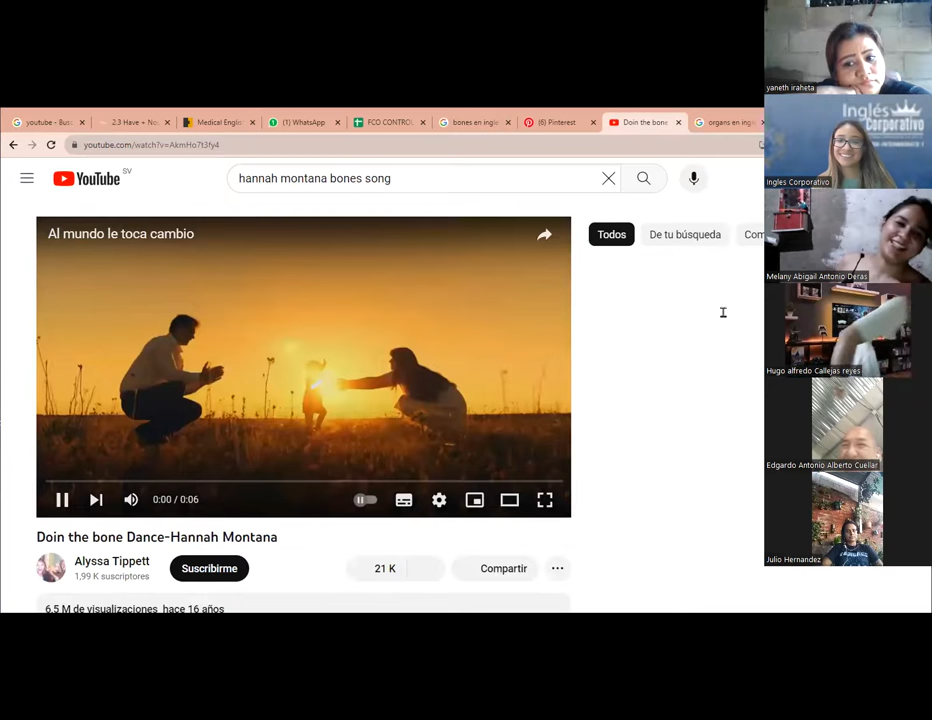 youtube - Bus
2.3 Have + No
Medical Englis
(1) WhatsApp
FCO CONTROL
bones en ingle
(6) Pinterest
Doin the bone
organs en ingl
youtube.com/watch?v=AkmHo7t3fy4
YouTube SV
hannah montana bones song
Al mundo le toca cambio
Todos
De tu búsqueda
Com
0:00 / 0:06
Doin the bone Dance-Hannah Montana
Alyssa Tippett
1,99 K suscriptores
Suscribirme
21 K
Compartir
6.5 M de visualizaciones hace 16 años
yaneth iraheta
Inglés
Corporativo
Ingles Corporativo
Melany Abigail Antonio Deras
Hugo alfredo Callejas reyes
Edgardo Antonio Alberto Cuellar
Julio Hernandez